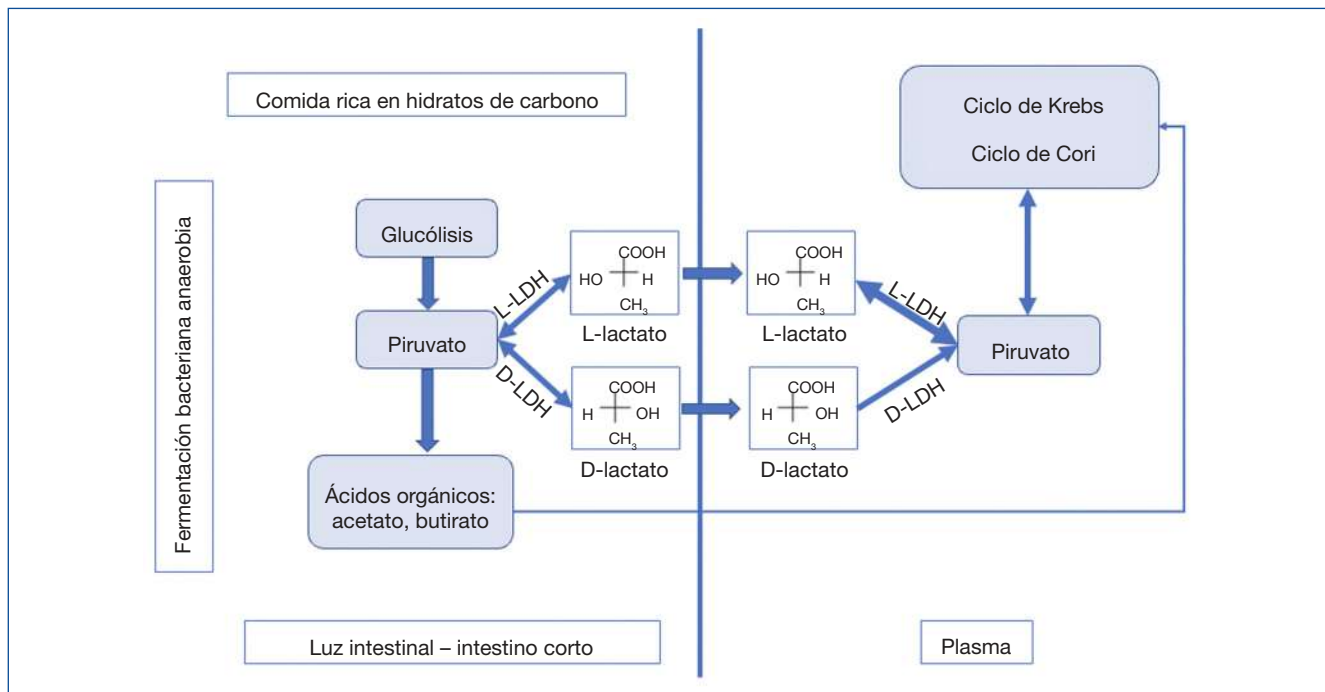 Comida rica en hidratos de carbono
Fermentación bacteriana anaerobia
Glucólisis
Piruvato
Ácidos orgánicos:
acetato, butirato
L-LDH
D-LDH
COOH
HO H
CH3
L-lactato
COOH
H OH
CH3
D-lactato
Luz intestinal – intestino corto
COOH
HO H
CH3
L-lactato
COOH
H OH
CH3
D-lactato
L-LDH
D-LDH
Ciclo de Krebs
Ciclo de Cori
Piruvato
Plasma